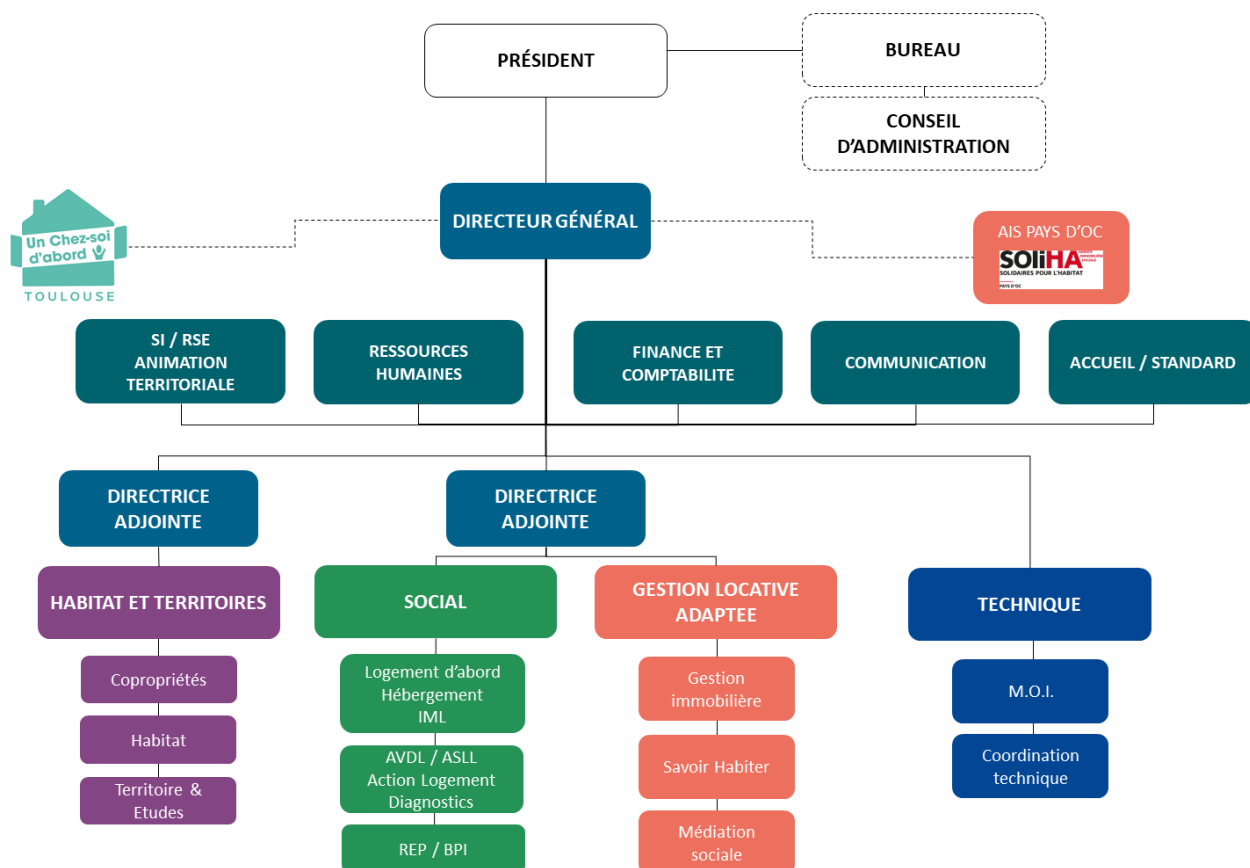 PRÉSIDENT
BUREAU
CONSEIL
D'ADMINISTRATION
DIRECTEUR GÉNÉRAL
Un Chez-soi
d'abord
TOULOUSE
AIS PAYS D'OC
SOLiHA
AGENCE
IMMOBILIÈRE
SOCIALE
SOLIDAIRES POUR L'HABITAT
PAYS D'OC
SI / RSE
ANIMATION
TERRITORIALE
RESSOURCES
HUMAINES
FINANCE ET
COMPTABILITE
COMMUNICATION
ACCUEIL / STANDARD
DIRECTRICE
ADJOINTE
DIRECTRICE
ADJOINTE
HABITAT ET TERRITOIRES
SOCIAL
GESTION LOCATIVE
ADAPTEE
TECHNIQUE
Copropriétés
Habitat
Territoire &
Etudes
Logement d'abord
Hébergement
IML
AVDL / ASLL
Action Logement
Diagnostics
REP / BPI
Gestion
immobilière
Savoir Habiter
Médiation
sociale
M.O.I.
Coordination
technique